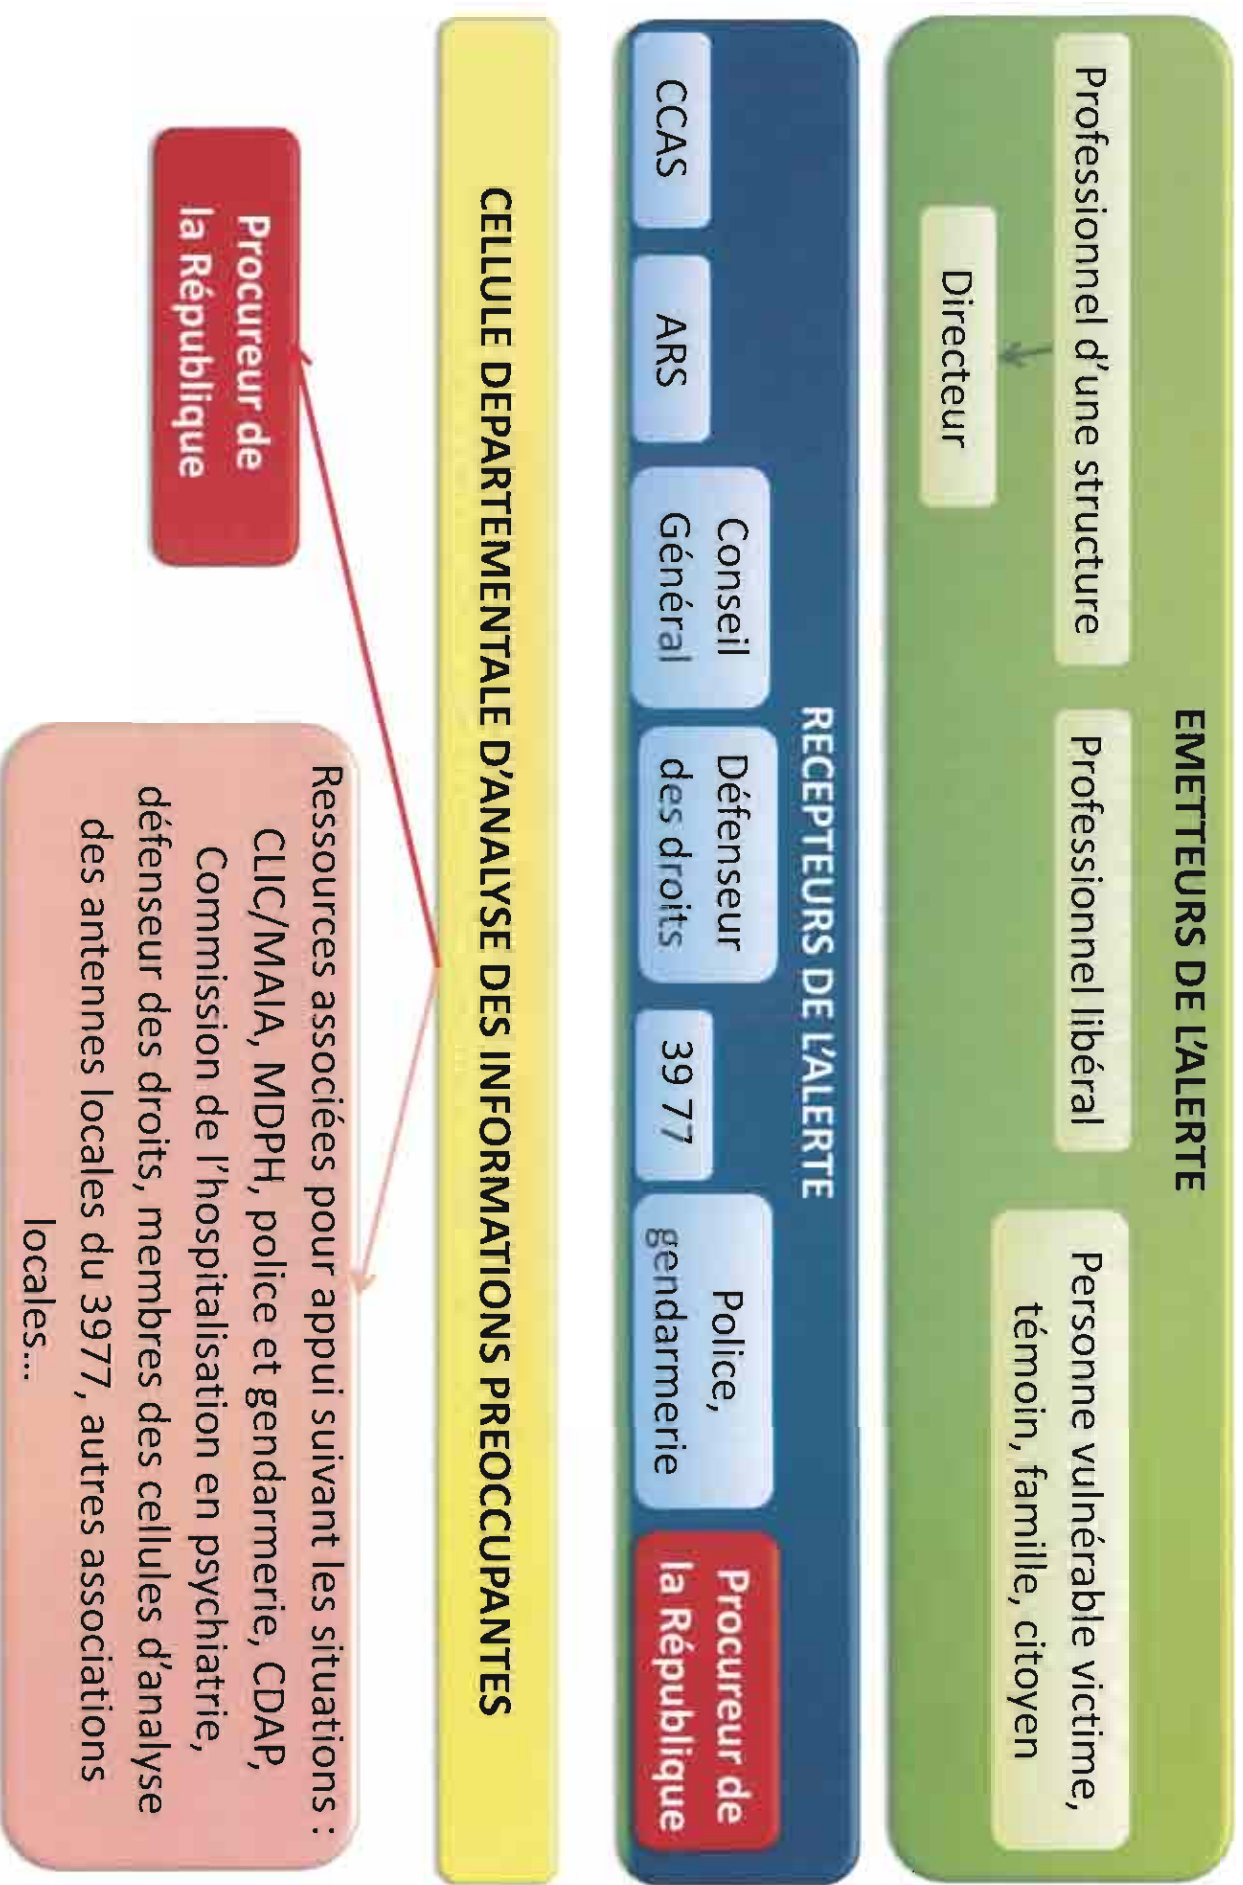 EMETTEURS DE L'ALERTE
Professionnel d'une structure
Directeur
Professionnel libéral
Personne vulnérable victime,
témoin, famille, citoyen
RECEPTEURS DE L'ALERTE
CCAS
ARS
Conseil
Général
Défenseur
des droits
39 77
Police,
gendarmerie
Procureur de
la République
CELLULE DEPARTEMENTALE D'ANALYSE DES INFORMATIONS PREOCCUPANTES
Procureur de
la République
Ressources associées pour appui suivant les situations :
CLIC/MAIA, MDPH, police et gendarmerie, CDAP,
Commission de l'hospitalisation en psychiatrie,
défenseur des droits, membres des cellules d'analyse
des antennes locales du 3977, autres associations
locales...